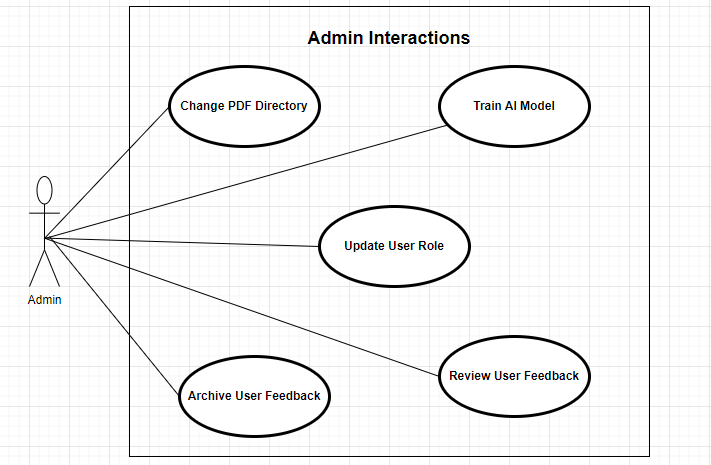 Admin Interactions
Change PDF Directory
Train AI Model
Update User Role
Admin
Review User Feedback
Archive User Feedback